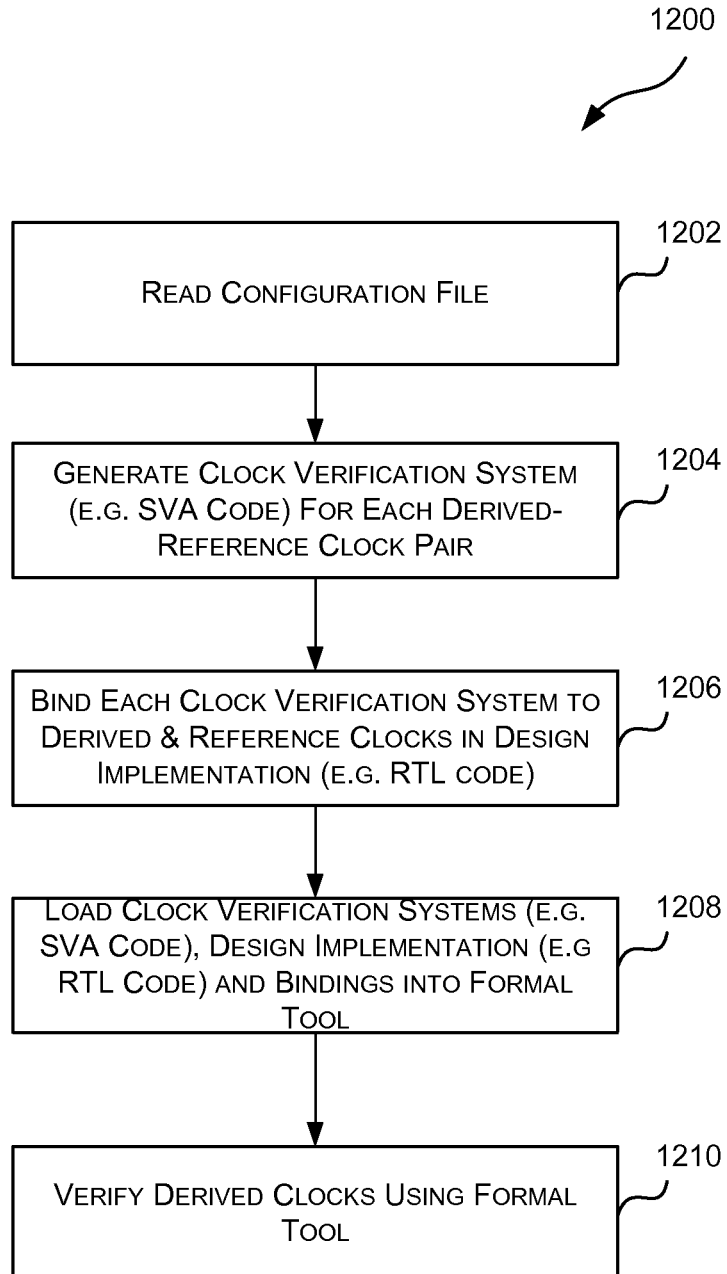 1200
1202
READ CONFIGURATION FILE
1204
GENERATE CLOCK VERIFICATION SYSTEM
(E.G. SVA CODE) FOR EACH DERIVED-
REFERENCE CLOCK PAIR
1206
BIND EACH CLOCK VERIFICATION SYSTEM TO
DERIVED & REFERENCE CLOCKS IN DESIGN
IMPLEMENTATION (E.G. RTL CODE)
1208
LOAD CLOCK VERIFICATION SYSTEMS (E.G.
SVA CODE), DESIGN IMPLEMENTATION (E.G
RTL CODE) AND BINDINGS INTO FORMAL
TOOL
1210
VERIFY DERIVED CLOCKS USING FORMAL
TOOL